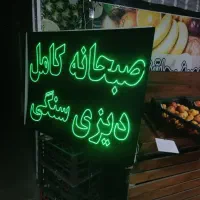 صبحانه کامل
دیزی سنگی